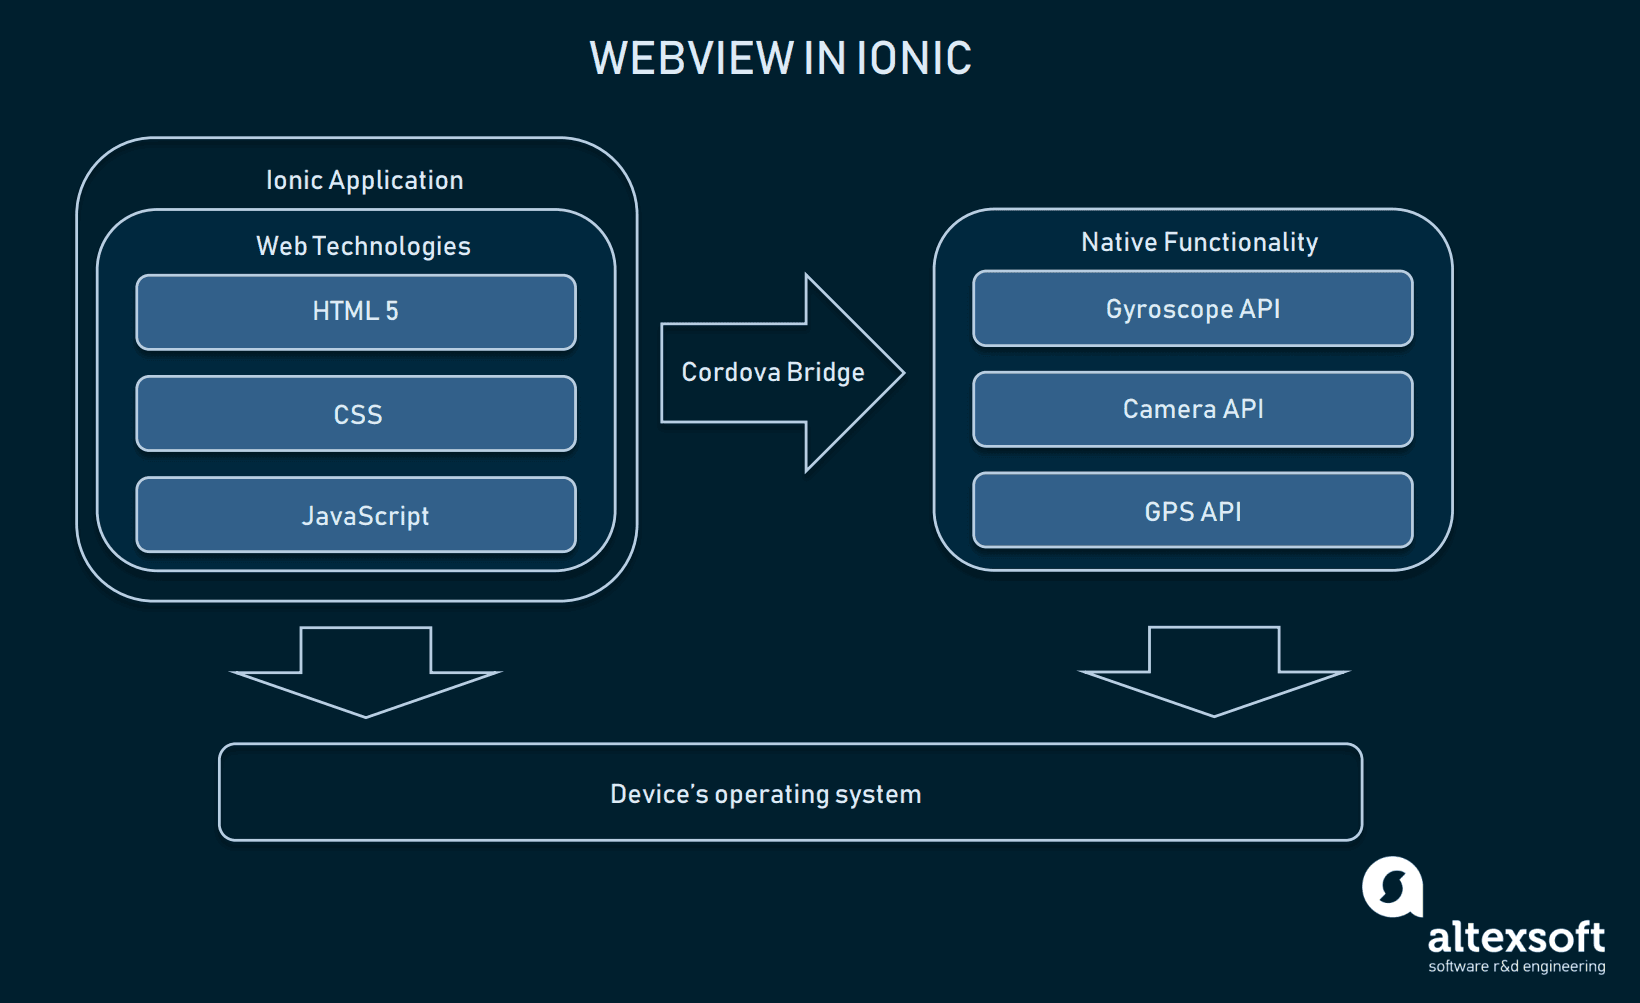 WEBVIEW IN IONIC
Ionic Application
Web Technologies
HTML 5
CSS
JavaScript
Cordova Bridge
Native Functionality
Gyroscope API
Camera API
GPS API
Device’s operating system
altexsoft
software r&d engineering